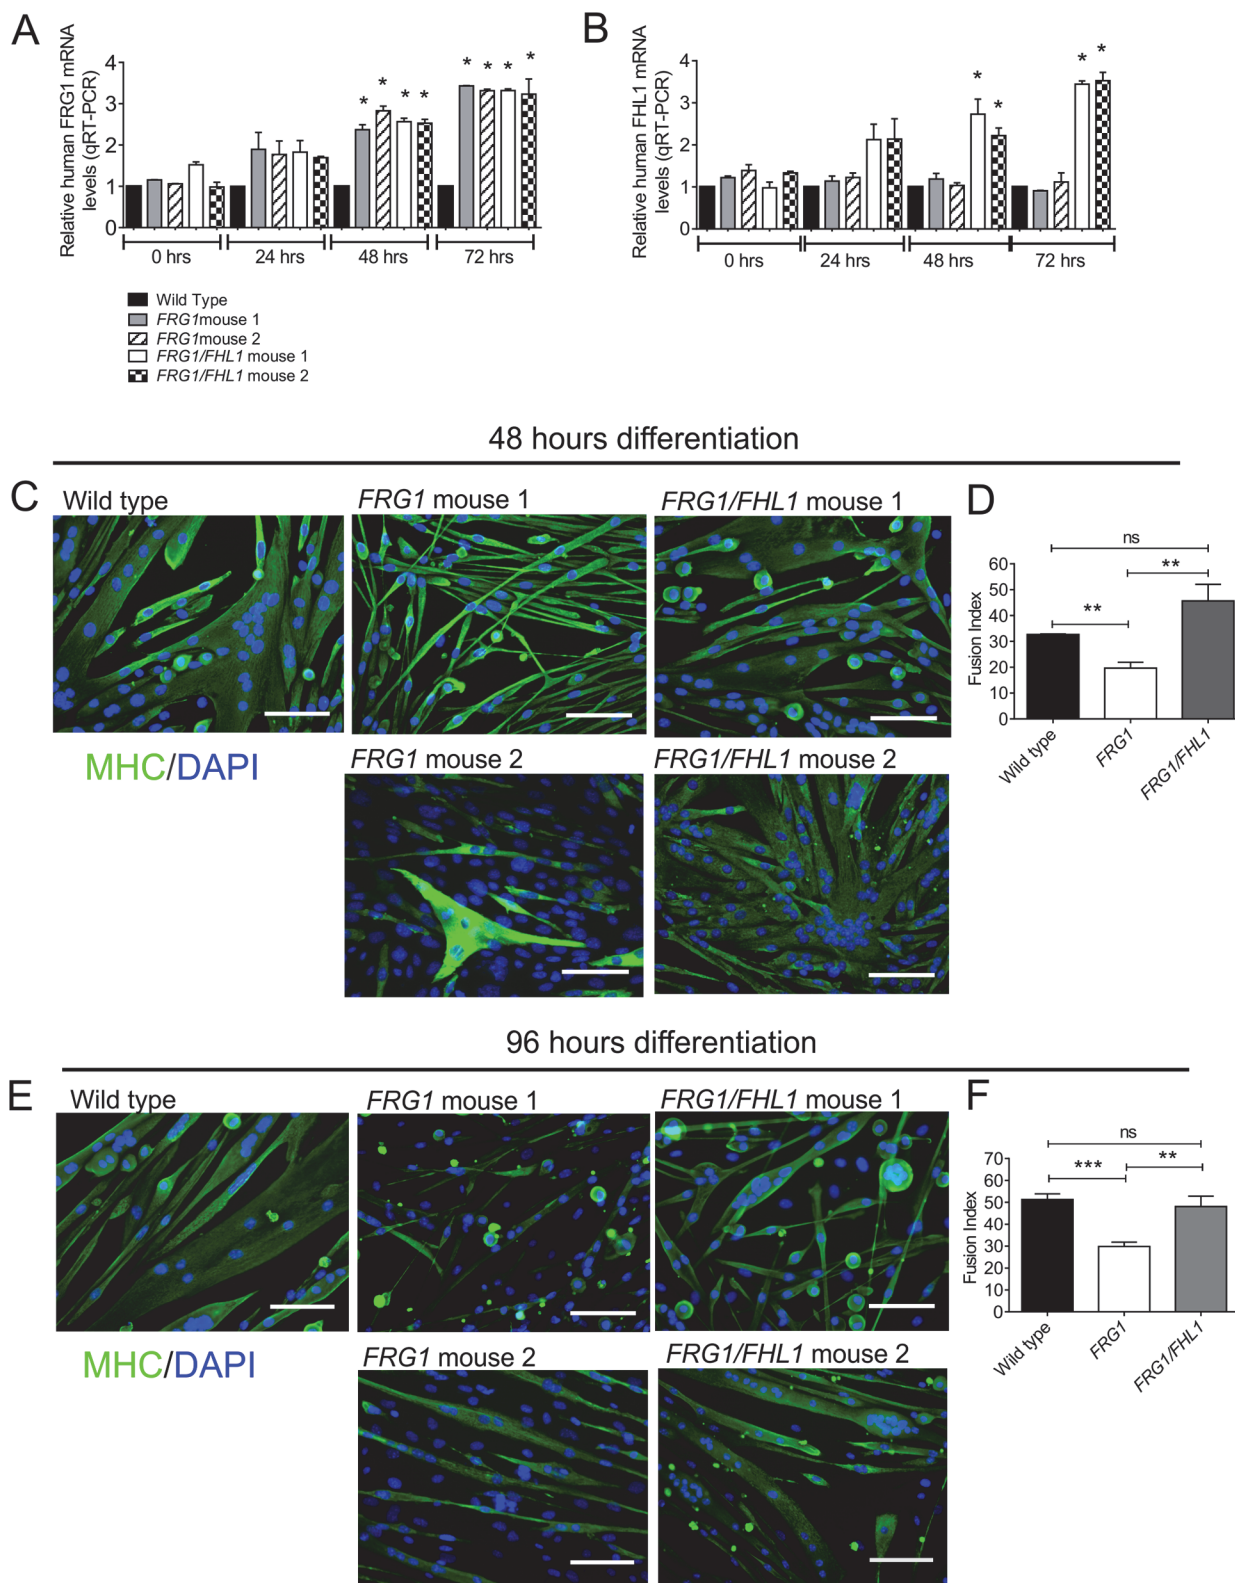 A
B
Relative human FRG1 mRNA
levels (qRT-PCR)
4
3
2
1
0
* * * *
* * * *
0 hrs 24 hrs 48 hrs 72 hrs
Relative human FHL1 mRNA
levels (qRT-PCR)
4
3
2
1
0
* *
* *
0 hrs 24 hrs 48 hrs 72 hrs
Wild Type
FRG1mouse 1
FRG1mouse 2
FRG1/FHL1 mouse 1
FRG1/FHL1 mouse 2
48 hours differentiation
C
Wild type
FRG1 mouse 1
FRG1/FHL1 mouse 1
MHC/DAPI
FRG1 mouse 2
FRG1/FHL1 mouse 2
D
ns
**
**
Fusion Index
60
50
40
30
20
10
0
Wild type
FRG1
FRG1/FHL1
96 hours differentiation
E
Wild type
FRG1 mouse 1
FRG1/FHL1 mouse 1
MHC/DAPI
FRG1 mouse 2
FRG1/FHL1 mouse 2
F
ns
*** **
Fusion Index
70
60
50
40
30
20
10
0
Wild type
FRG1
FRG1/FHL1